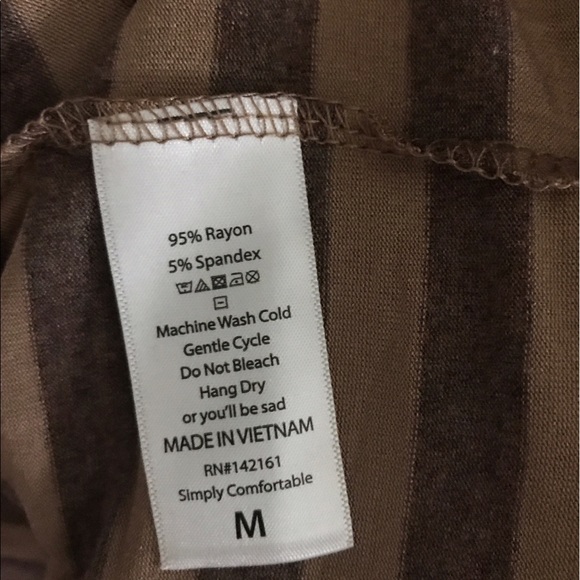 95% Rayon
5% Spandex
Machine Wash Cold
Gentle Cycle
Do Not Bleach
Hang Dry
or you'll be sad
MADE IN VIETNAM
RN#142161
Simply Comfortable
M